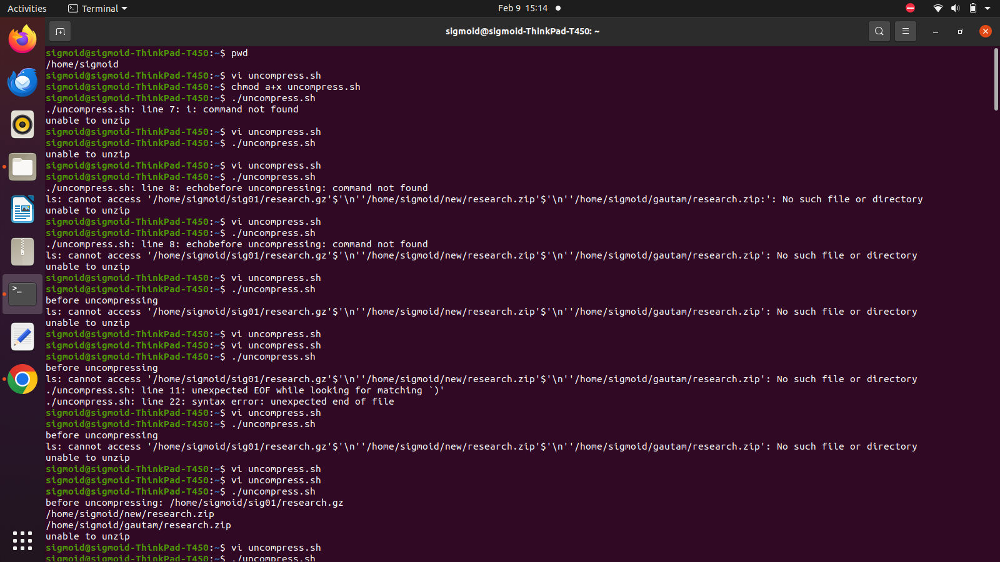 Activities
Terminal
Feb 9 15:14
sigmoid@sigmoid-ThinkPad-T450: ~
sigmoid@sigmoid-ThinkPad-T450:~$ pwd
/home/sigmoid
sigmoid@sigmoid-ThinkPad-T450:~$ vi uncompress.sh
sigmoid@sigmoid-ThinkPad-T450:~$ chmod a+x uncompress.sh
sigmoid@sigmoid-ThinkPad-T450:~$ ./uncompress.sh
./uncompress.sh: line 7: i: command not found
unable to unzip
sigmoid@sigmoid-ThinkPad-T450:~$ vi uncompress.sh
sigmoid@sigmoid-ThinkPad-T450:~$ ./uncompress.sh
unable to unzip
sigmoid@sigmoid-ThinkPad-T450:~$ vi uncompress.sh
sigmoid@sigmoid-ThinkPad-T450:~$ ./uncompress.sh
./uncompress.sh: line 8: echobefore uncompressing: command not found
ls: cannot access '/home/sigmoid/sig01/research.gz'$'\n''/home/sigmoid/new/research.zip'$'\n''/home/sigmoid/gautam/research.zip:': No such file or directory
unable to unzip
sigmoid@sigmoid-ThinkPad-T450:~$ vi uncompress.sh
sigmoid@sigmoid-ThinkPad-T450:~$ ./uncompress.sh
./uncompress.sh: line 8: echobefore uncompressing: command not found
ls: cannot access '/home/sigmoid/sig01/research.gz'$'\n''/home/sigmoid/new/research.zip'$'\n''/home/sigmoid/gautam/research.zip': No such file or directory
unable to unzip
sigmoid@sigmoid-ThinkPad-T450:~$ vi uncompress.sh
sigmoid@sigmoid-ThinkPad-T450:~$ ./uncompress.sh
before uncompressing
ls: cannot access '/home/sigmoid/sig01/research.gz'$'\n''/home/sigmoid/new/research.zip'$'\n''/home/sigmoid/gautam/research.zip': No such file or directory
unable to unzip
sigmoid@sigmoid-ThinkPad-T450:~$ vi uncompress.sh
sigmoid@sigmoid-ThinkPad-T450:~$ vi uncompress.sh
sigmoid@sigmoid-ThinkPad-T450:~$ ./uncompress.sh
before uncompressing
ls: cannot access '/home/sigmoid/sig01/research.gz'$'\n''/home/sigmoid/new/research.zip'$'\n''/home/sigmoid/gautam/research.zip': No such file or directory
./uncompress.sh: line 11: unexpected EOF while looking for matching `)'
./uncompress.sh: line 22: syntax error: unexpected end of file
sigmoid@sigmoid-ThinkPad-T450:~$ vi uncompress.sh
sigmoid@sigmoid-ThinkPad-T450:~$ ./uncompress.sh
before uncompressing
ls: cannot access '/home/sigmoid/sig01/research.gz'$'\n''/home/sigmoid/new/research.zip'$'\n''/home/sigmoid/gautam/research.zip': No such file or directory
unable to unzip
sigmoid@sigmoid-ThinkPad-T450:~$ vi uncompress.sh
sigmoid@sigmoid-ThinkPad-T450:~$ vi uncompress.sh
sigmoid@sigmoid-ThinkPad-T450:~$ ./uncompress.sh
before uncompressing: /home/sigmoid/sig01/research.gz
/home/sigmoid/new/research.zip
/home/sigmoid/gautam/research.zip
unable to unzip
sigmoid@sigmoid-ThinkPad-T450:~$ vi uncompress.sh
sigmoid@sigmoid-ThinkPad-T450:~$ ./uncompress.sh